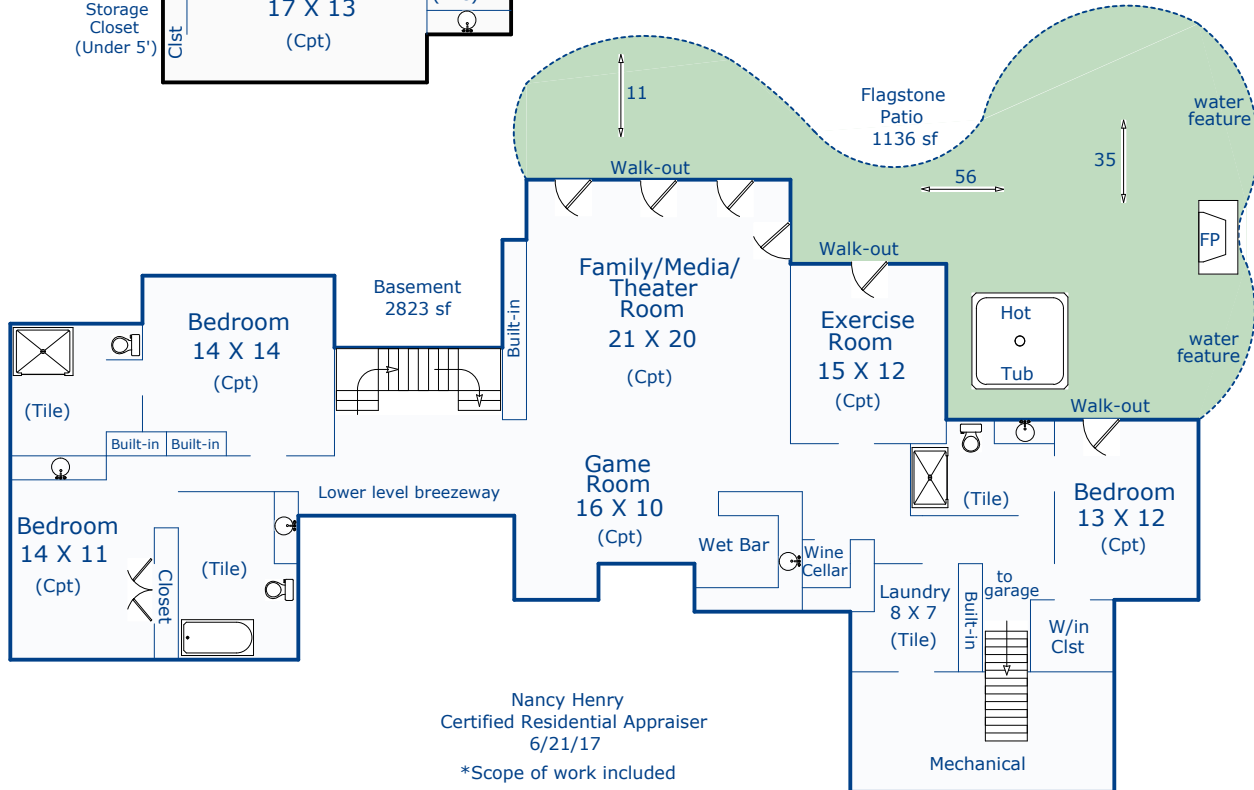 Storage
Closet
(Under 5')
Clst
17 X 13
(Cpt)
11
Flagstone
Patio
1136 sf
water
feature
35
56
Walk-out
Walk-out
FP
Basement
2823 sf
Family/Media/
Theater
Room
21 X 20
(Cpt)
Built-in
Bedroom
14 X 14
(Cpt)
Exercise
Room
15 X 12
(Cpt)
Hot
Tub
water
feature
Walk-out
(Tile)
Built-in
Built-in
Game
Room
16 X 10
(Cpt)
Lower level breezeway
Bedroom
14 X 11
(Cpt)
Closet
(Tile)
Wet Bar
Wine
Cellar
(Tile)
Bedroom
13 X 12
(Cpt)
Laundry
8 X 7
(Tile)
Built-in
to
garage
W/in
Clst
Mechanical
Nancy Henry
Certified Residential Appraiser
6/21/17
*Scope of work included